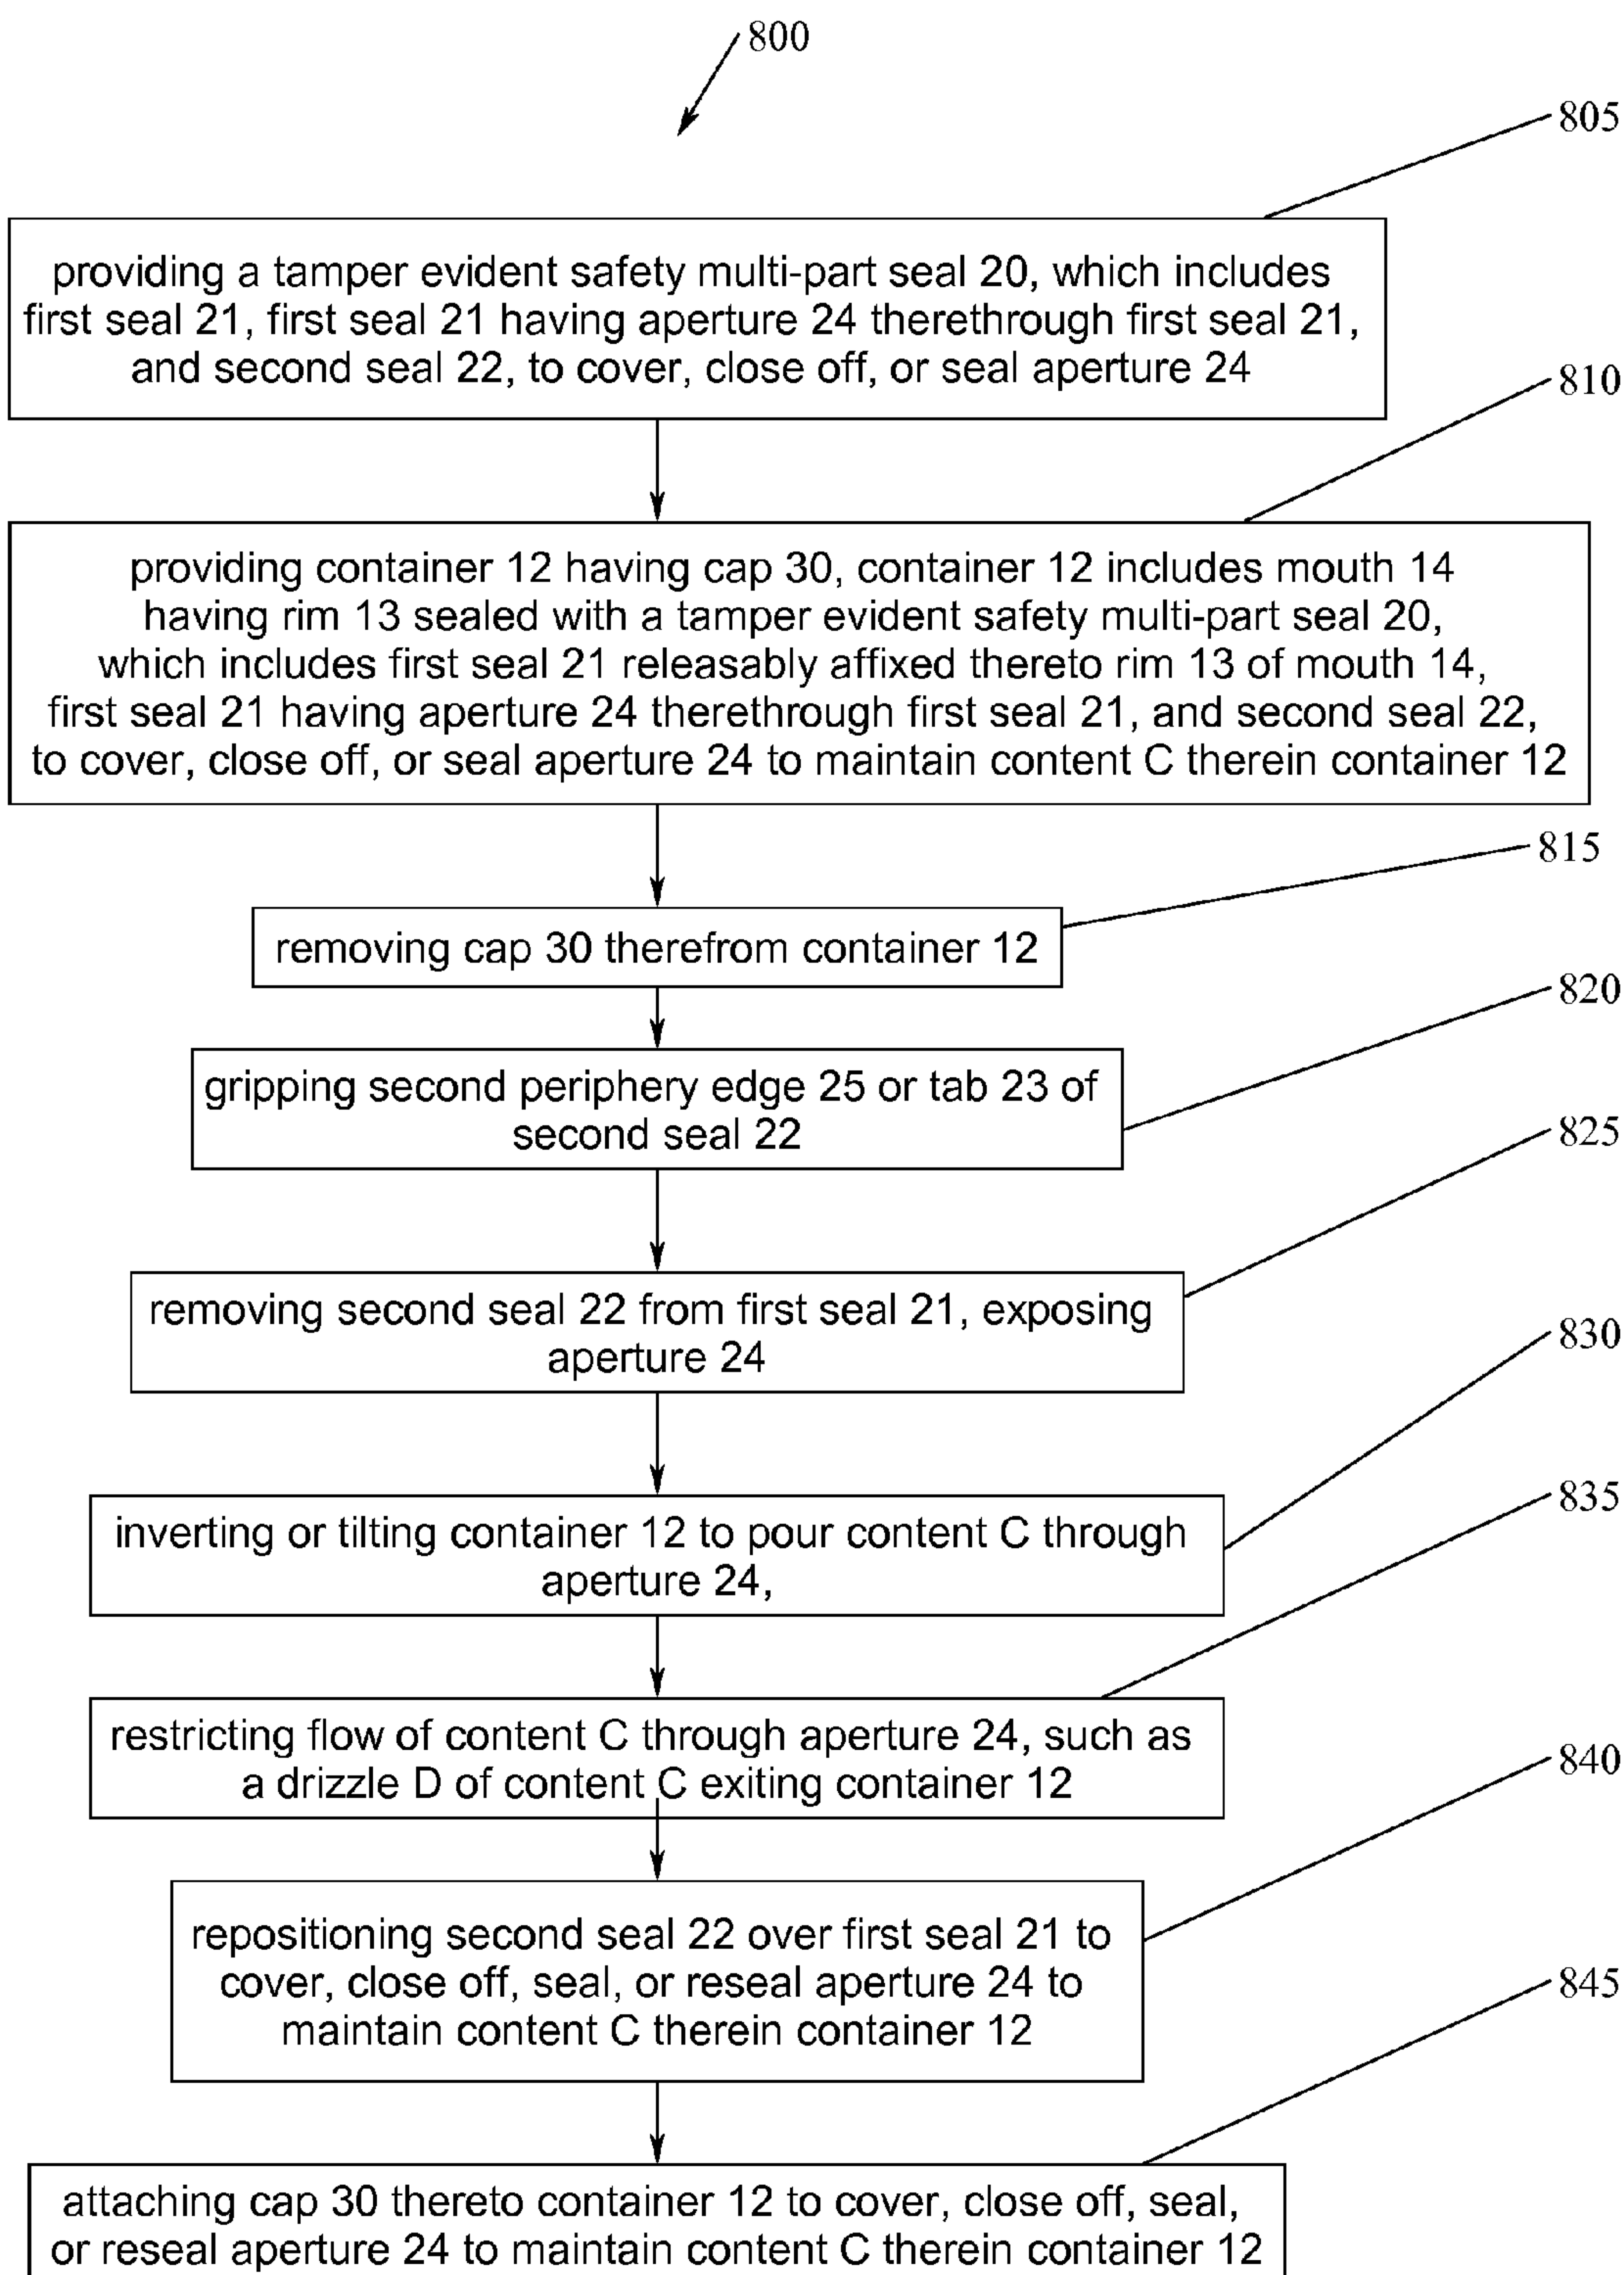 800
805
providing a tamper evident safety multi-part seal 20, which includes
first seal 21, first seal 21 having aperture 24 therethrough first seal 21,
and second seal 22, to cover, close off, or seal aperture 24
810
providing container 12 having cap 30, container 12 includes mouth 14
having rim 13 sealed with a tamper evident safety multi-part seal 20,
which includes first seal 21 releasably affixed thereto rim 13 of mouth 14,
first seal 21 having aperture 24 therethrough first seal 21, and second seal 22,
to cover, close off, or seal aperture 24 to maintain content C therein container 12
815
removing cap 30 therefrom container 12
820
gripping second periphery edge 25 or tab 23 of
second seal 22
825
removing second seal 22 from first seal 21, exposing
aperture 24
830
inverting or tilting container 12 to pour content C through
aperture 24,
835
restricting flow of content C through aperture 24, such as
a drizzle D of content C exiting container 12
840
repositioning second seal 22 over first seal 21 to
cover, close off, seal, or reseal aperture 24 to
maintain content C therein container 12
845
attaching cap 30 thereto container 12 to cover, close off, seal,
or reseal aperture 24 to maintain content C therein container 12